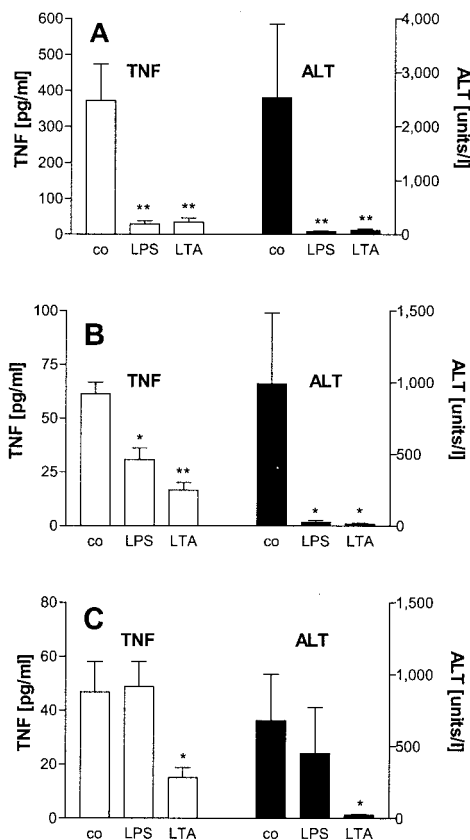 A
TNF
ALT
TNF [pg/ml]
600
500
400
300
200
100
0
**
**
**
**
co
LPS
LTA
co
LPS
LTA
4,000
3,000
2,000
1,000
0
ALT [units/l]
B
TNF
ALT
TNF [pg/ml]
100
75
50
25
0
*
**
*
*
co
LPS
LTA
co
LPS
LTA
1,500
1,000
500
0
ALT [units/l]
C
TNF
ALT
TNF [pg/ml]
80
60
40
20
0
*
*
co
LPS
LTA
co
LPS
LTA
1,500
1,000
500
0
ALT [units/l]